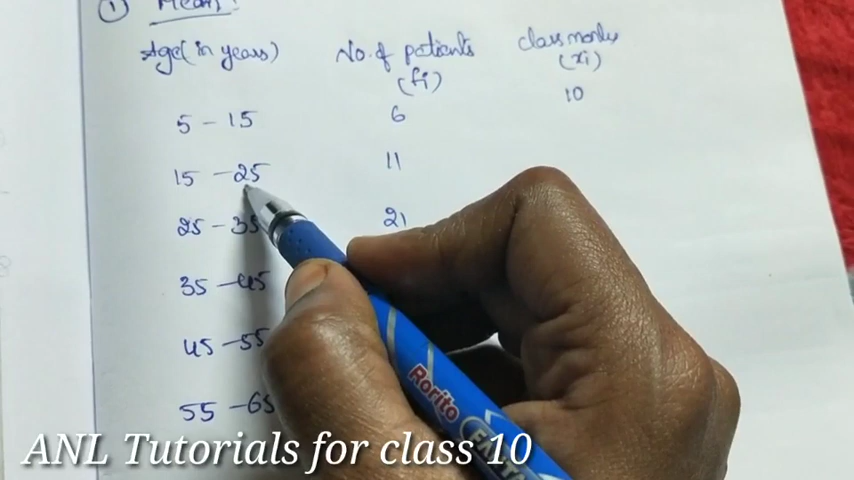 ① Mean:
Age (in years) No. of patients (fi) class marks (xi)
5 - 15 6 10
15 - 25 11
25 - 35 21
35 - 45
45 - 55
55 - 65
Rorito
ANL Tutorials for class 10